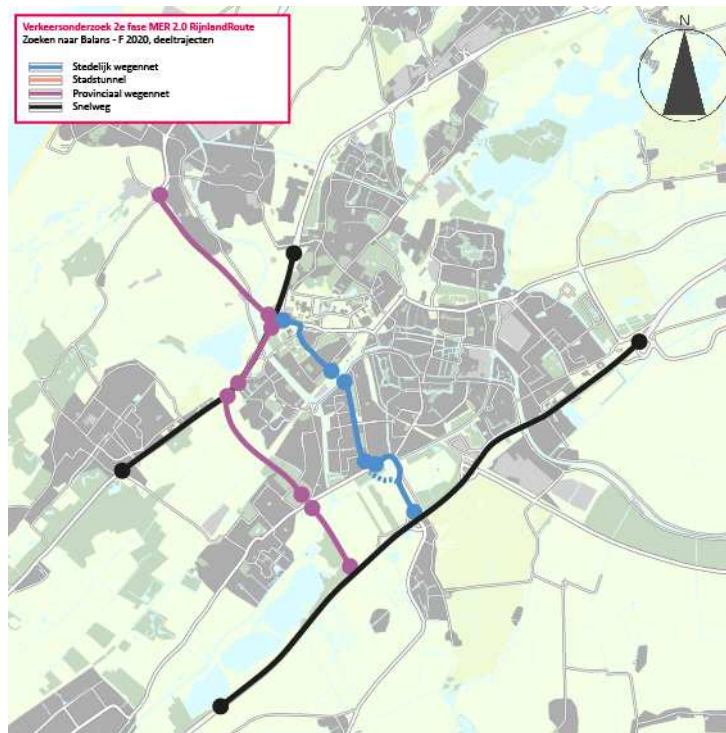 Verkeersonderzoek 2e fase MER 2.0 RijnlandRoute
Zoeken naar Balans - F 2020, deeltrajecten
Stedelijk wegennet
Stadstunnel
Provinciaal wegennet
Snelweg
N